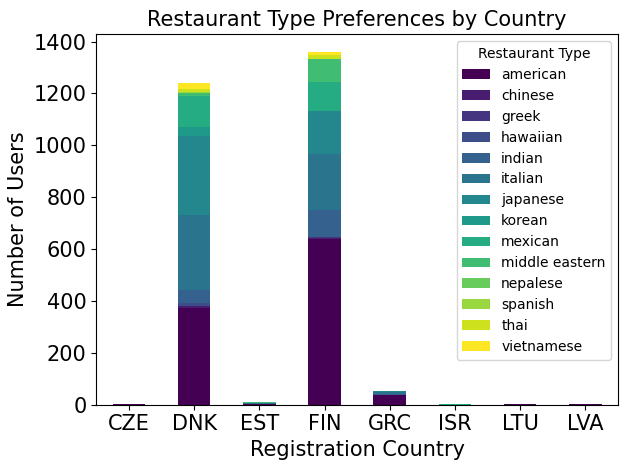 Restaurant Type Preferences by Country
Number of Users
1400
1200
1000
800
600
400
200
0
Restaurant Type
american
chinese
greek
hawaiian
indian
italian
japanese
korean
mexican
middle eastern
nepalese
spanish
thai
vietnamese
CZE DNK EST FIN GRC ISR LTU LVA
Registration Country